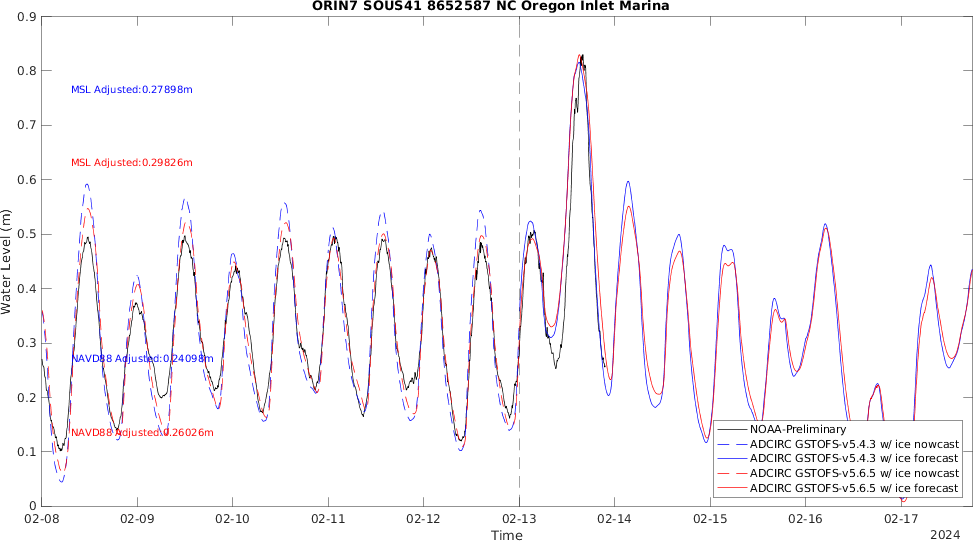 ORIN7 SOUS41 8652587 NC Oregon Inlet Marina
0.9
0.8
0.7
0.6
0.5
0.4
0.3
0.2
0.1
0
Water Level (m)
MSL Adjusted:0.27898m
MSL Adjusted:0.29826m
NAVD88 Adjusted:0.24098m
NAVD88 Adjusted:0.26026m
NOAA-Preliminary
ADCIRC GSTOFS-v5.4.3 w/ ice nowcast
ADCIRC GSTOFS-v5.4.3 w/ ice forecast
ADCIRC GSTOFS-v5.6.5 w/ ice nowcast
ADCIRC GSTOFS-v5.6.5 w/ ice forecast
02-08 02-09 02-10 02-11 02-12 02-13 02-14 02-15 02-16 02-17
Time
2024